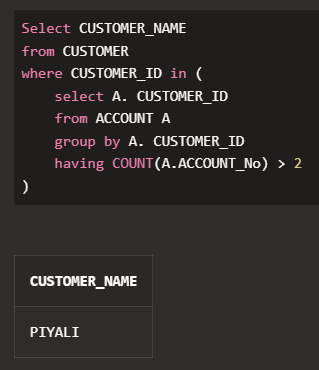 Select CUSTOMER_NAME
from CUSTOMER
where CUSTOMER_ID in (
    select A. CUSTOMER_ID
    from ACCOUNT A
    group by A. CUSTOMER_ID
    having COUNT(A.ACCOUNT_No) > 2
)
CUSTOMER_NAME
PIYALI